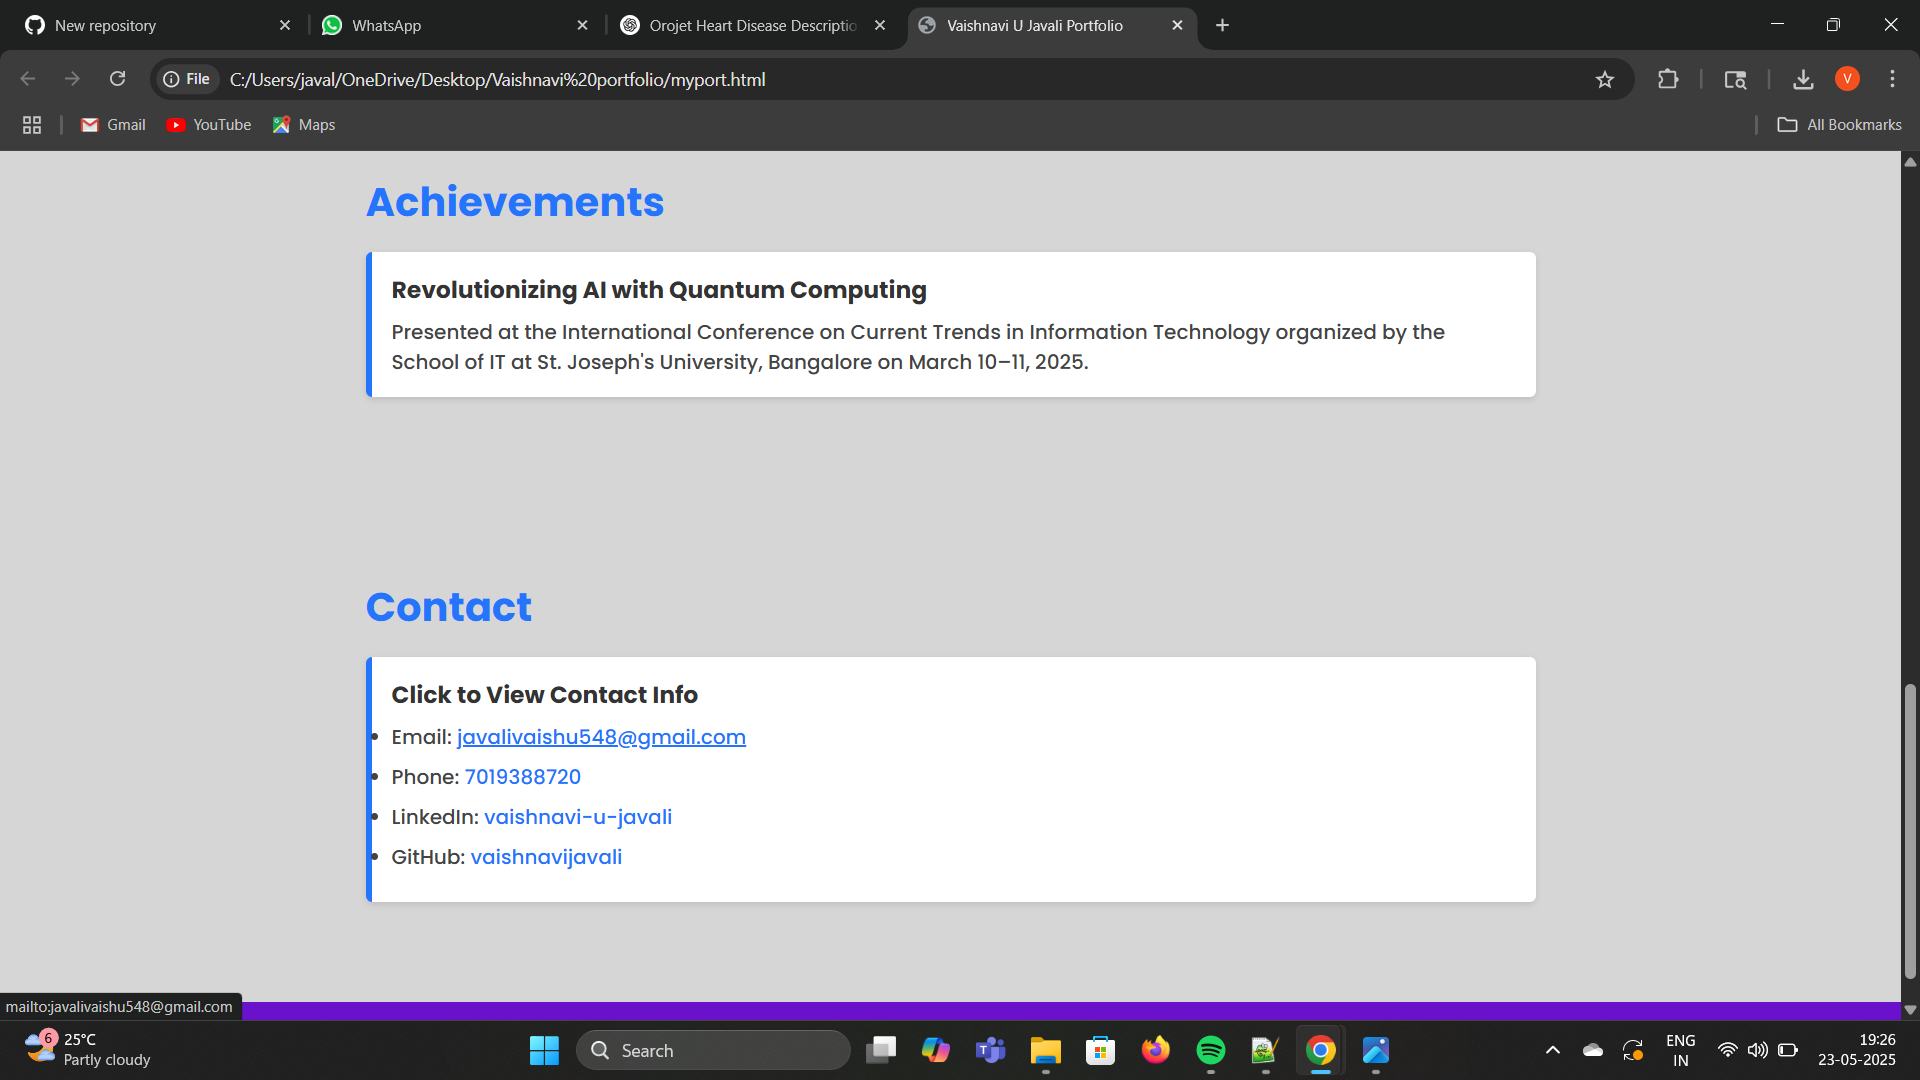 New repository
WhatsApp
Orojet Heart Disease Descriptio
Vaishnavi U Javali Portfolio
File
C:/Users/javal/OneDrive/Desktop/Vaishnavi%20portfolio/myport.html
V
Gmail
YouTube
Maps
All Bookmarks
Achievements
Revolutionizing AI with Quantum Computing
Presented at the International Conference on Current Trends in Information Technology organized by the
School of IT at St. Joseph's University, Bangalore on March 10–11, 2025.
Contact
Click to View Contact Info
• Email: javalivaishu548@gmail.com
• Phone: 7019388720
• LinkedIn: vaishnavi-u-javali
• GitHub: vaishnavijavali
mailto:javalivaishu548@gmail.com
6
25°C
Partly cloudy
Search
ENG
IN
19:26
23-05-2025